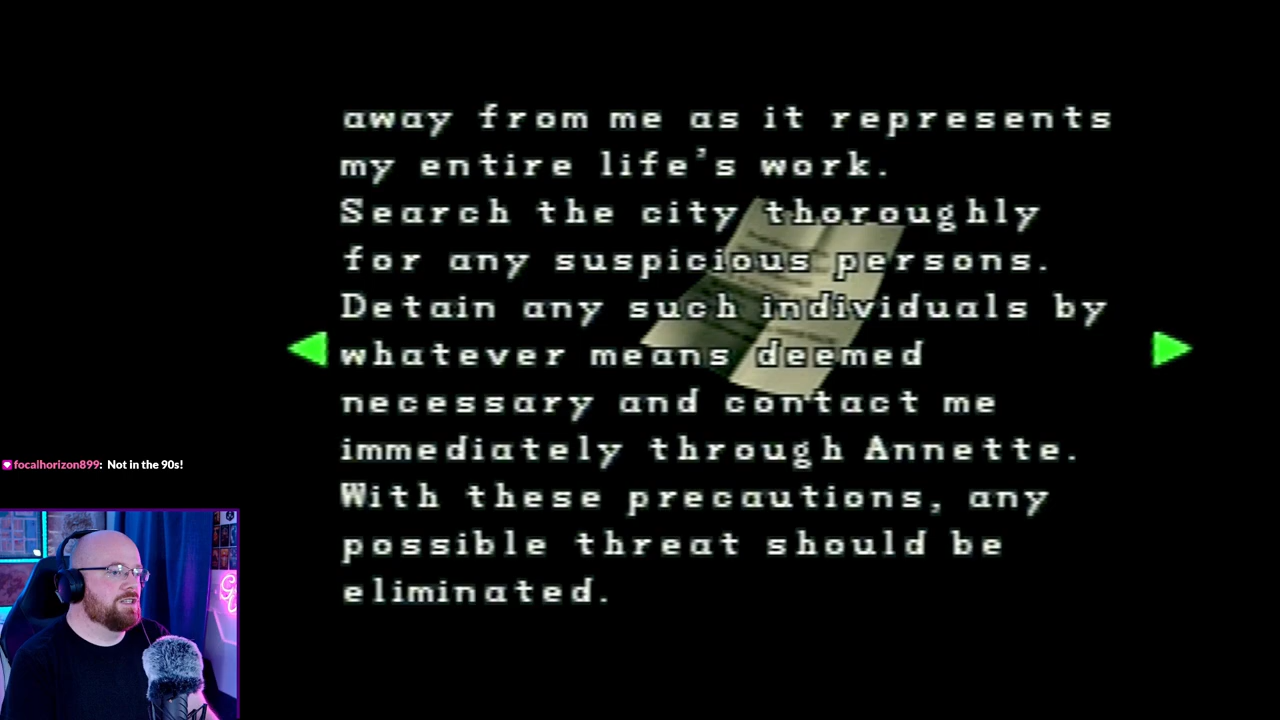 away from me as it represents
my entire life's work.
Search the city thoroughly
for any suspicious persons.
Detain any such individuals by
whatever means deemed
necessary and contact me
immediately through Annette.
With these precautions, any
possible threat should be
eliminated.
focalhorizon899: Not in the 90s!